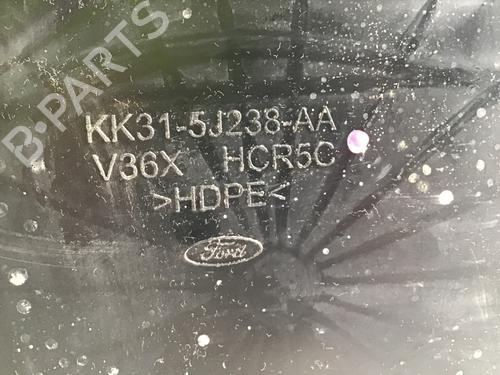 B-PARTS
KK31-5J238-AA
V36X HCR5C
>HDPE<
Ford